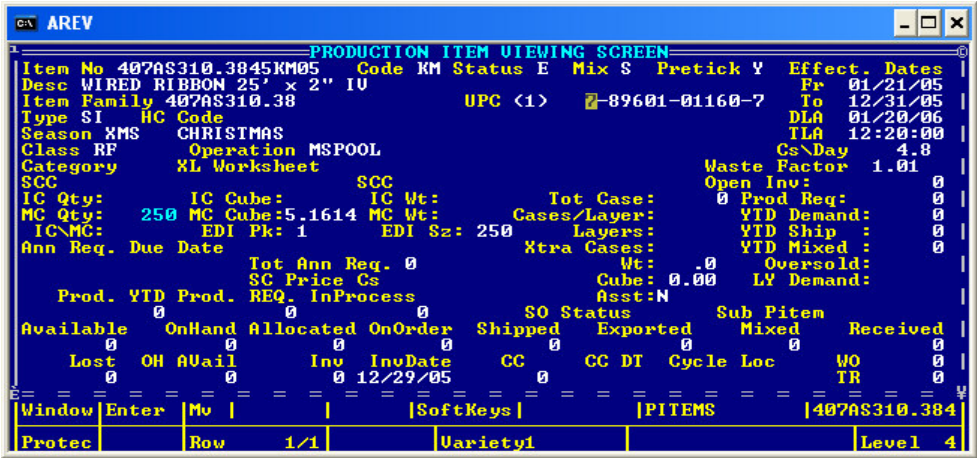 AREV
PRODUCTION ITEM VIEWING SCREEN
Item No 407AS310.3845KM05 Code KM Status E Mix S Pretick Y Effect. Dates
Desc WIRED RIBBON 25' x 2" IV Fr 01/21/05
Item Family 407AS310.38 UPC (1) ?-89601-01160-7 To 12/31/05
Type SI HC Code DLA 01/20/06
Season XMS CHRISTMAS TLA 12:20:00
Class RF Operation MSPOOL Cs\Day 4.8
Category XL Worksheet Waste Factor 1.01
SCC SCC Open Inv: 0
IC Qty: IC Cube: IC Wt: Tot Case: 0 Prod Req: 0
MC Qty: 250 MC Cube:5.1614 MC Wt: Cases/Layer: YTD Demand: 0
IC\MC: EDI Pk: 1 EDI Sz: 250 Layers: YTD Ship : 0
Ann Req. Due Date Xtra Cases: YTD Mixed : 0
Tot Ann Req. 0 Wt: .0 Oversold:
SC Price Cs Cube: 0.00 LY Demand:
Prod. YTD Prod. REQ. InProcess Asst:N
0 0 0 SO Status Sub Pitem
Available OnHand Allocated OnOrder Shipped Exported Mixed Received
0 0 0 0 0 0 0 0
Lost OH AVail Inv InvDate CC CC DT Cycle Loc WO 0
0 0 0 12/29/05 0 TR 0
Window Enter Mv SoftKeys PITEMS 407AS310.384
Protec Row 1/1 Variety1 Level 4